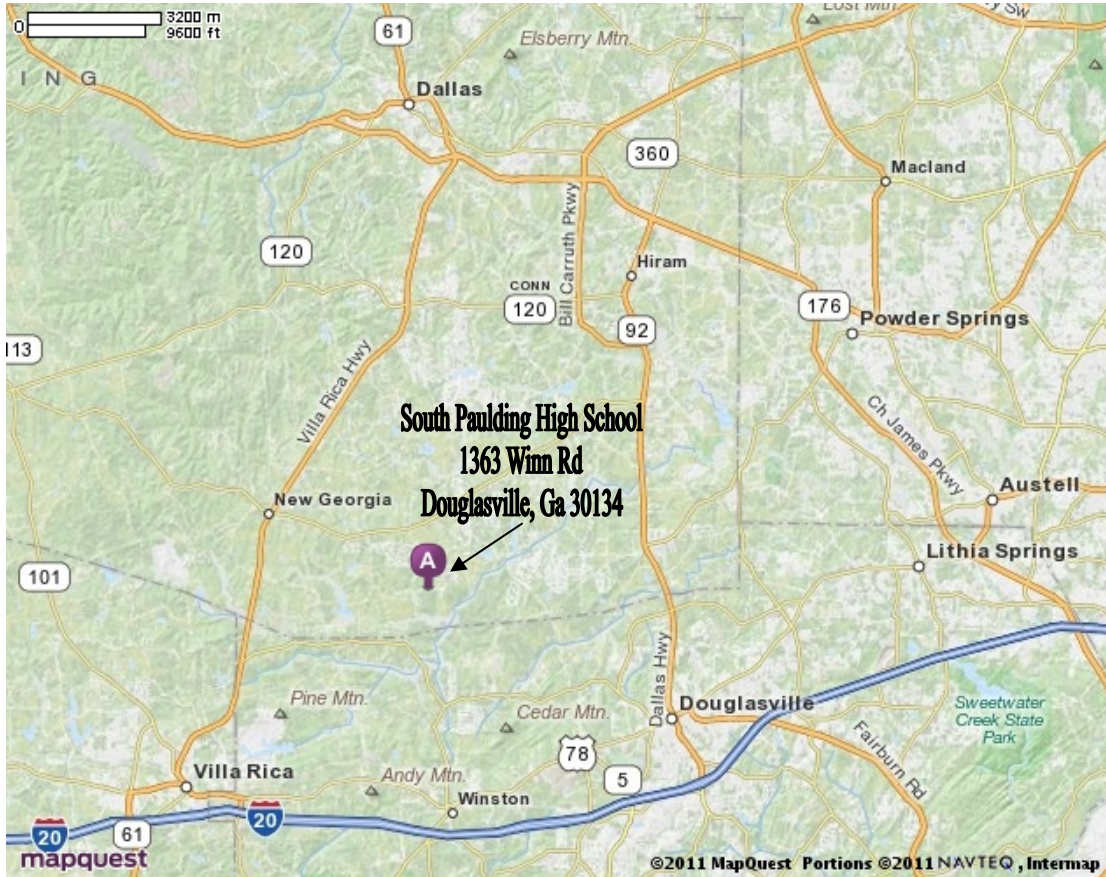 0
3200 m
9600 ft
61
Elsberry Mtn.
Lost Mtn.
y Sw
I N G
Dallas
360
Macland
Bill Carruth Pkwy
120
Hiram
CONN
120
92
176
Powder Springs
113
Villa Rica Hwy
South Paulding High School
1363 Winn Rd
Douglasville, Ga 30134
Ch James Pkwy
New Georgia
Austell
A
Lithia Springs
101
Dallas Hwy
Pine Mtn.
Cedar Mtn.
Douglasville
Sweetwater
Creek State
Park
Fairburn Rd
78
5
Villa Rica
Andy Mtn.
Winston
20
20
61
mapquest
©2011 MapQuest Portions ©2011 NAVTEQ , Intermap